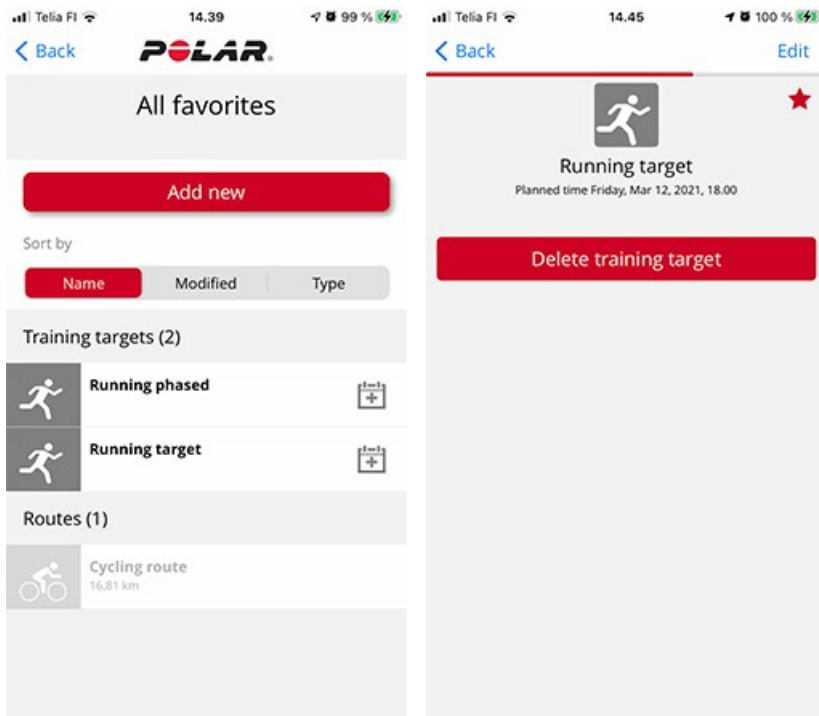 Telia FI 14.39 99 %
Back POLAR.
All favorites
Add new
Sort by
Name Modified Type
Training targets (2)
Running phased
Running target
Routes (1)
Cycling route
16,81 km
Telia FI 14.45 100 %
Back Edit
Running target
Planned time Friday, Mar 12, 2021, 18.00
Delete training target